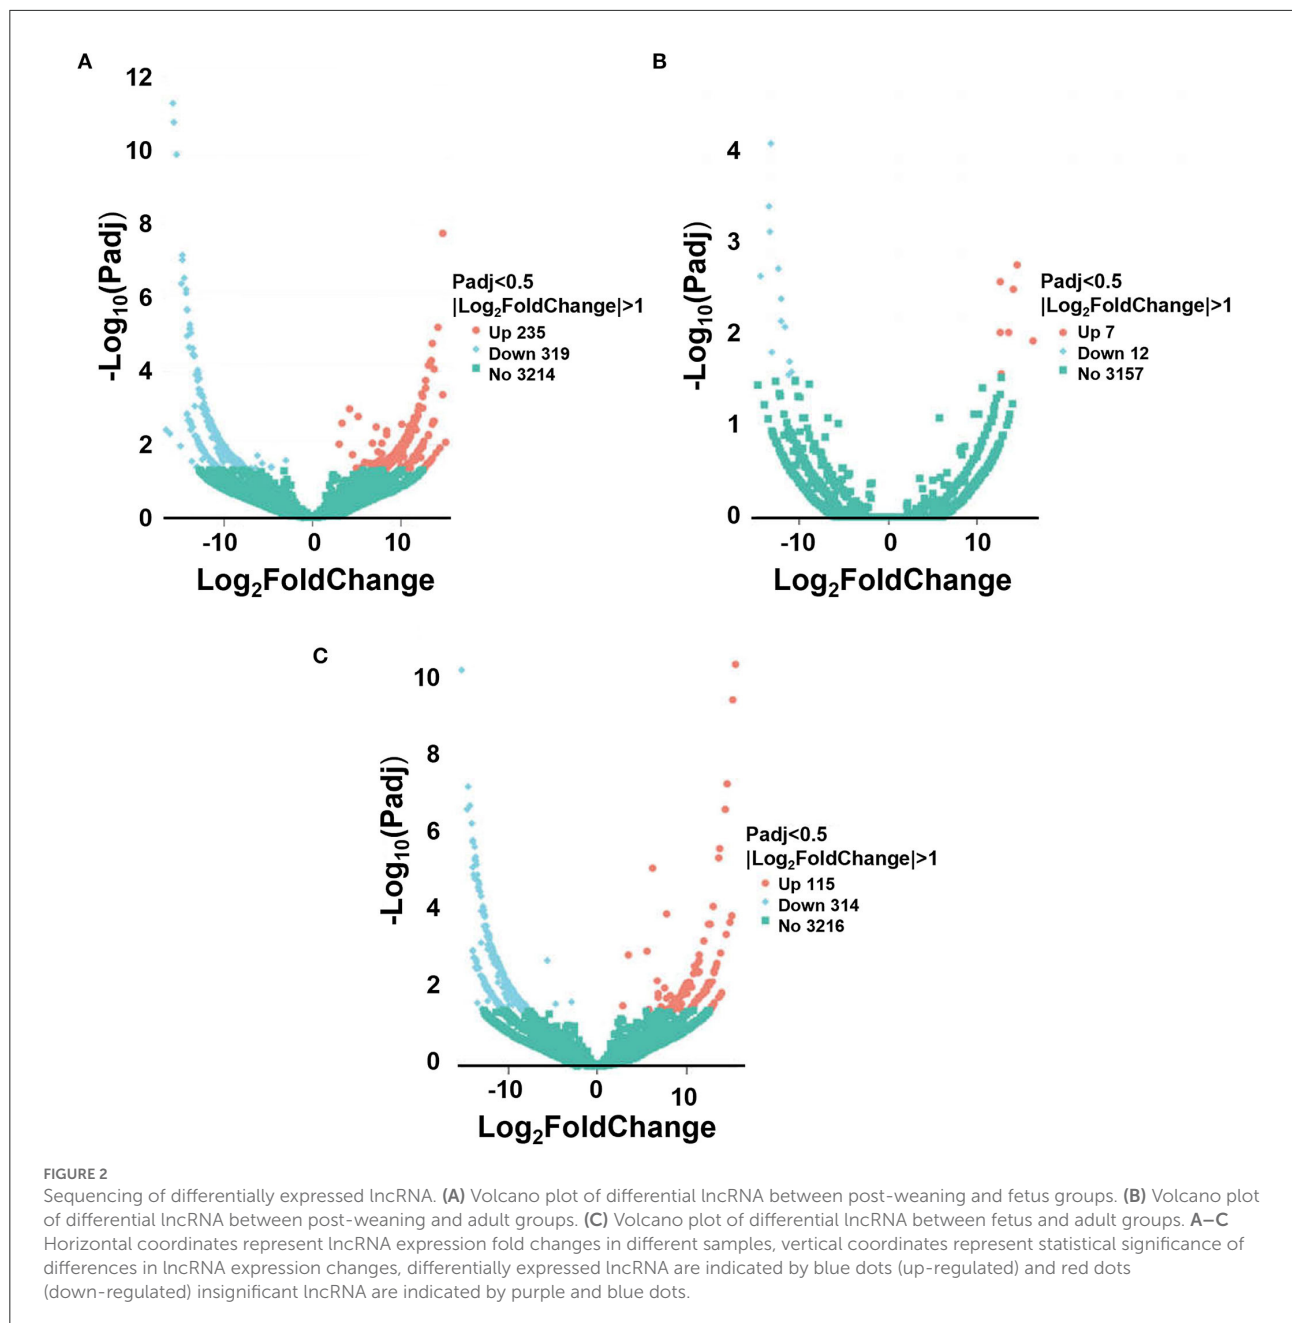 A
12
10
8
6
4
2
0
-Log10(Padj)
-10 0 10
Log2FoldChange
Padj<0.5
|Log2FoldChange|>1
Up 235
Down 319
No 3214
B
4
3
2
1
0
-Log10(Padj)
-10 0 10
Log2FoldChange
Padj<0.5
|Log2FoldChange|>1
Up 7
Down 12
No 3157
C
10
8
6
4
2
0
-Log10(Padj)
-10 0 10
Log2FoldChange
Padj<0.5
|Log2FoldChange|>1
Up 115
Down 314
No 3216
FIGURE 2
Sequencing of differentially expressed lncRNA. (A) Volcano plot of differential lncRNA between post-weaning and fetus groups. (B) Volcano plot
of differential lncRNA between post-weaning and adult groups. (C) Volcano plot of differential lncRNA between fetus and adult groups. A–C
Horizontal coordinates represent lncRNA expression fold changes in different samples, vertical coordinates represent statistical significance of
differences in lncRNA expression changes, differentially expressed lncRNA are indicated by blue dots (up-regulated) and red dots
(down-regulated) insignificant lncRNA are indicated by purple and blue dots.